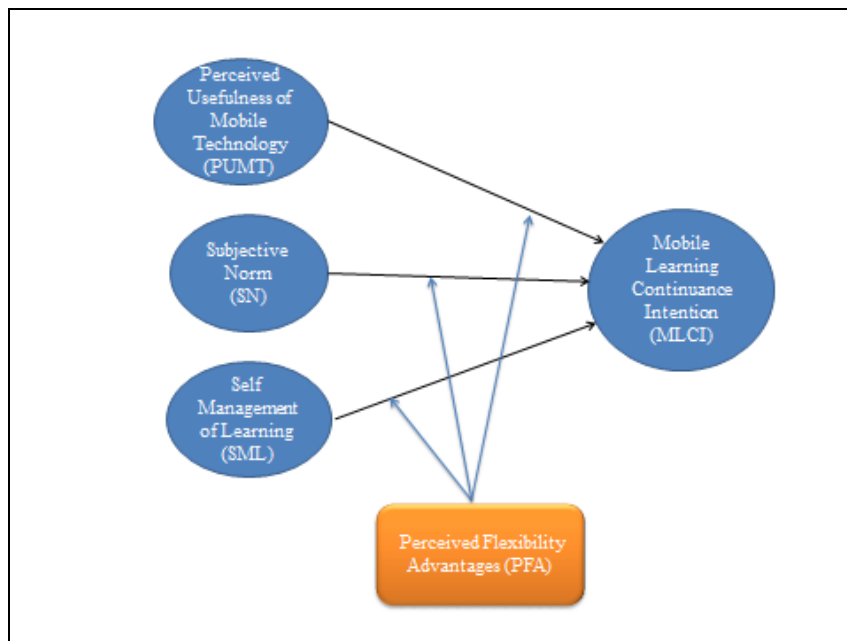 Perceived
Usefulness of
Mobile
Technology
(PUMT)
Subjective
Norm
(SN)
Self
Management
of Learning
(SML)
Mobile
Learning
Continuance
Intention
(MLCI)
Perceived Flexibility
Advantages (PFA)